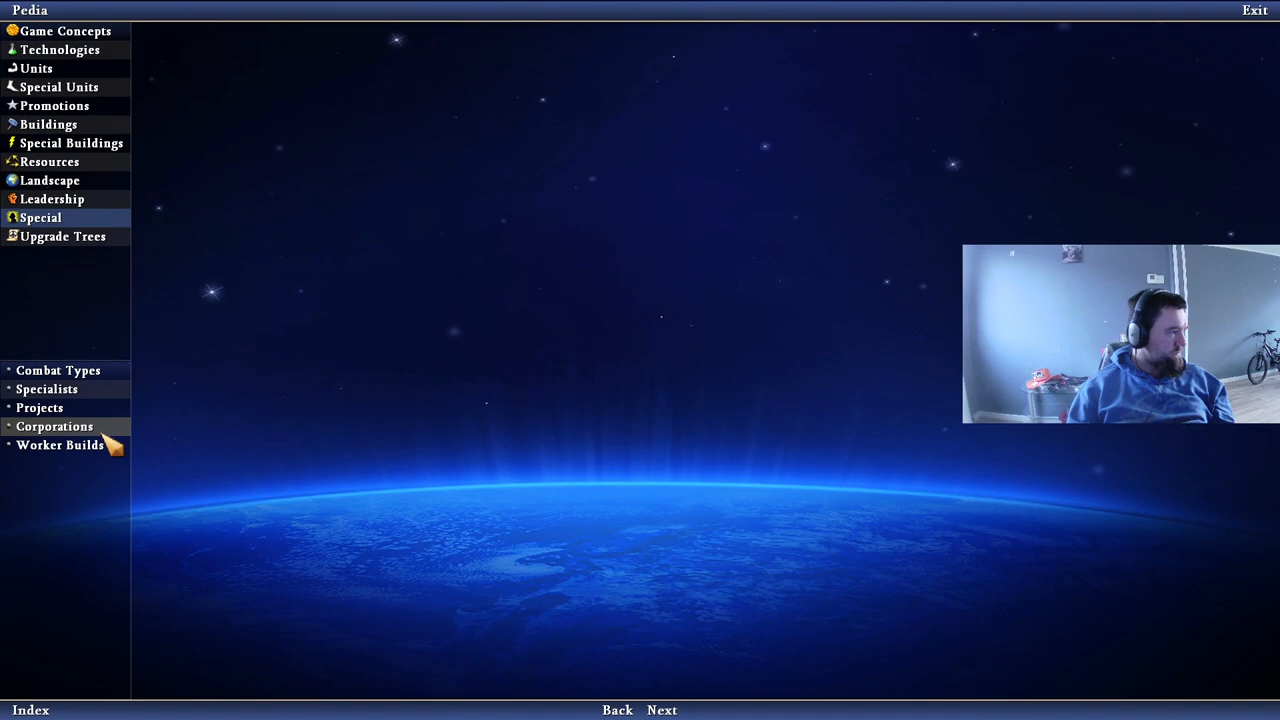 Pedia
Exit
Game Concepts
Technologies
Units
Special Units
Promotions
Buildings
Special Buildings
Resources
Landscape
Leadership
Special
Upgrade Trees
Combat Types
Specialists
Projects
Corporations
Worker Builds
Index
Back
Next